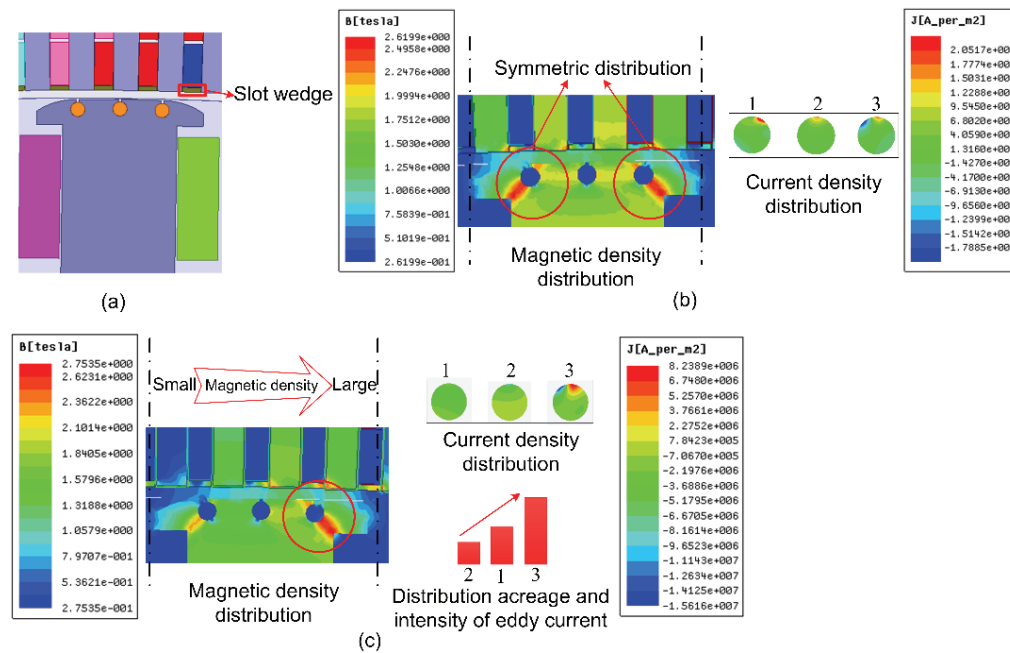 Slot wedge
(a)
B[tesla]
2.6199e+000
2.4958e+000
2.2476e+000
1.9994e+000
1.7512e+000
1.5030e+000
1.2548e+000
1.0066e+000
7.5839e-001
5.1019e-001
2.6199e-001
Symmetric distribution
Magnetic density
distribution
1 2 3
Current density
distribution
(b)
J[A_per_m2]
2.0517e+00
1.7774e+00
1.5031e+00
1.2288e+00
9.5450e+00
6.8020e+00
4.0590e+00
1.3160e+00
-1.4270e+00
-4.1700e+00
-6.9130e+00
-9.6560e+00
-1.2399e+00
-1.5142e+00
-1.7885e+00
B[tesla]
2.7535e+000
2.6231e+000
2.3622e+000
2.1014e+000
1.8405e+000
1.5796e+000
1.3188e+000
1.0579e+000
7.9707e-001
5.3621e-001
2.7535e-001
Small Magnetic density Large
Magnetic density
distribution
1 2 3
Current density
distribution
2 1 3
Distribution acreage and
intensity of eddy current
(c)
J[A_per_m2]
8.2389e+006
6.7480e+006
5.2570e+006
3.7661e+006
2.2752e+006
7.8423e+005
-7.0670e+005
-2.1976e+006
-3.6886e+006
-5.1795e+006
-6.6705e+006
-8.1614e+006
-9.6523e+006
-1.1143e+007
-1.2634e+007
-1.4125e+007
-1.5616e+007